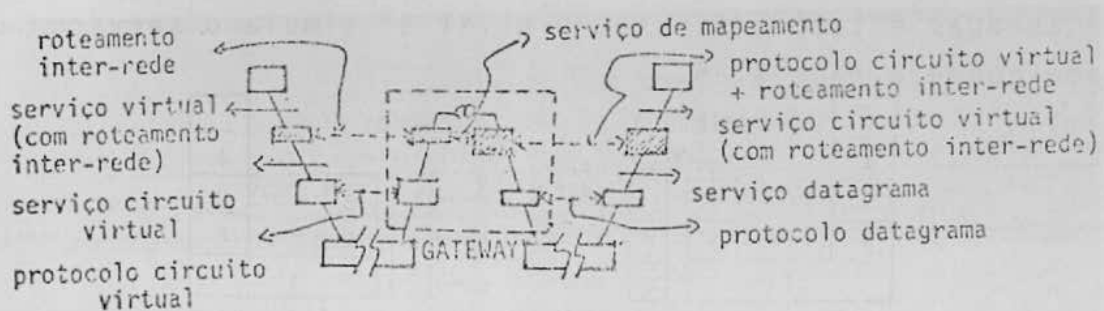 roteamento
inter-rede
serviço virtual
(com roteamento
inter-rede)
serviço circuito
virtual
protocolo circuito
virtual
serviço de mapeamento
protocolo circuito virtual
+ roteamento inter-rede
serviço circuito virtual
(com roteamento inter-rede)
serviço datagrama
protocolo datagrama
GATEWAY